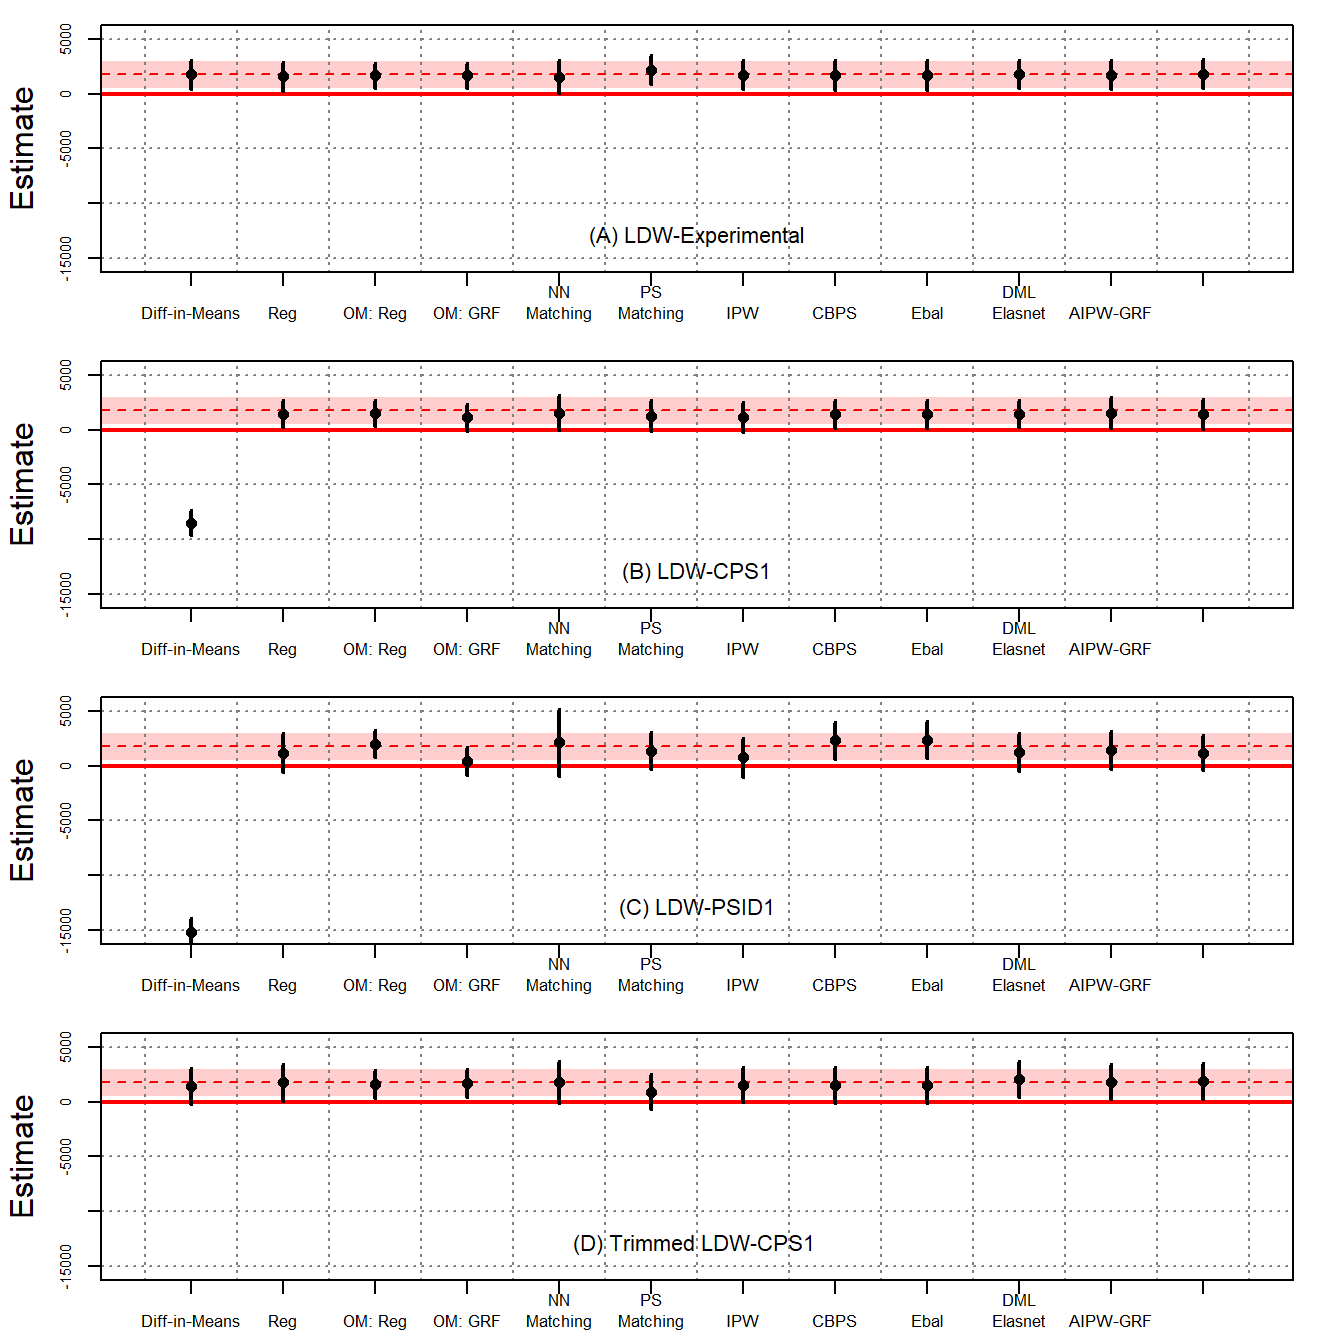 Estimate
5000
0
-5000
-15000
(A) LDW-Experimental
Diff-in-Means Reg OM: Reg OM: GRF NN Matching PS Matching IPW CBPS Ebal DML Elasnet AIPW-GRF
Estimate
5000
0
-5000
-15000
(B) LDW-CPS1
Diff-in-Means Reg OM: Reg OM: GRF NN Matching PS Matching IPW CBPS Ebal DML Elasnet AIPW-GRF
Estimate
5000
0
-5000
-15000
(C) LDW-PSID1
Diff-in-Means Reg OM: Reg OM: GRF NN Matching PS Matching IPW CBPS Ebal DML Elasnet AIPW-GRF
Estimate
5000
0
-5000
-15000
(D) Trimmed LDW-CPS1
Diff-in-Means Reg OM: Reg OM: GRF NN Matching PS Matching IPW CBPS Ebal DML Elasnet AIPW-GRF